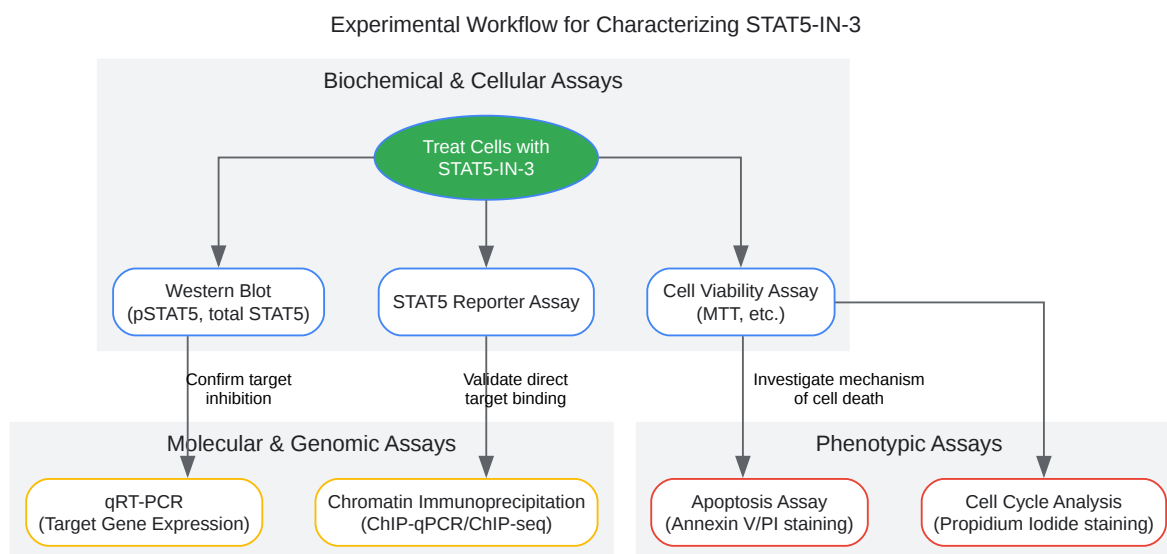 Experimental Workflow for Characterizing STAT5-IN-3
Biochemical & Cellular Assays
Treat Cells with
STAT5-IN-3
Western Blot
(pSTAT5, total STAT5)
STAT5 Reporter Assay
Cell Viability Assay
(MTT, etc.)
Confirm target
inhibition
Validate direct
target binding
Investigate mechanism
of cell death
Molecular & Genomic Assays
Phenotypic Assays
qRT-PCR
(Target Gene Expression)
Chromatin Immunoprecipitation
(ChIP-qPCR/ChIP-seq)
Apoptosis Assay
(Annexin V/PI staining)
Cell Cycle Analysis
(Propidium Iodide staining)